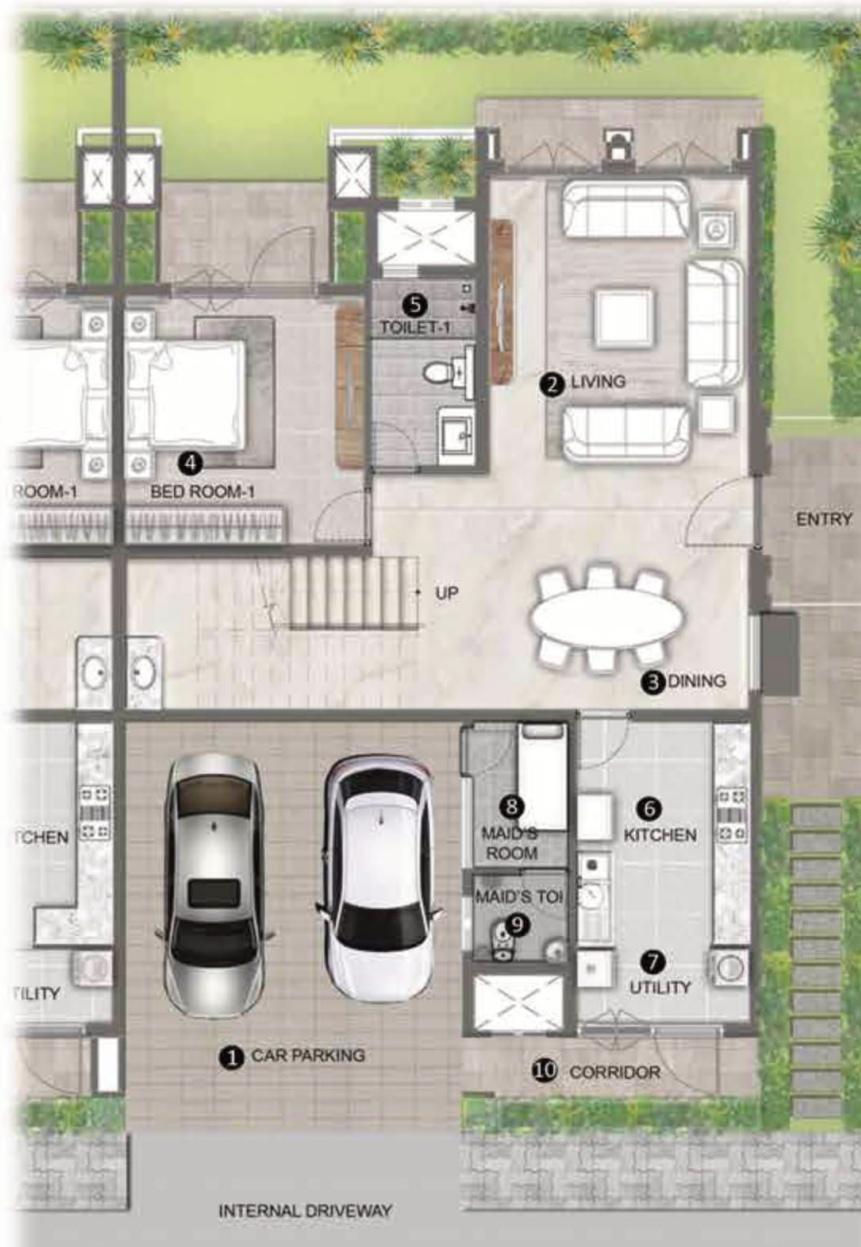 5
TOILET-1
2 LIVING
4
ROOM-1
BED ROOM-1
ENTRY
UP
3 DINING
8
MAID'S
ROOM
6
KITCHEN
TCHEN
MAID'S TOI
9
7
UTILITY
TILITY
1 CAR PARKING
10 CORRIDOR
INTERNAL DRIVEWAY